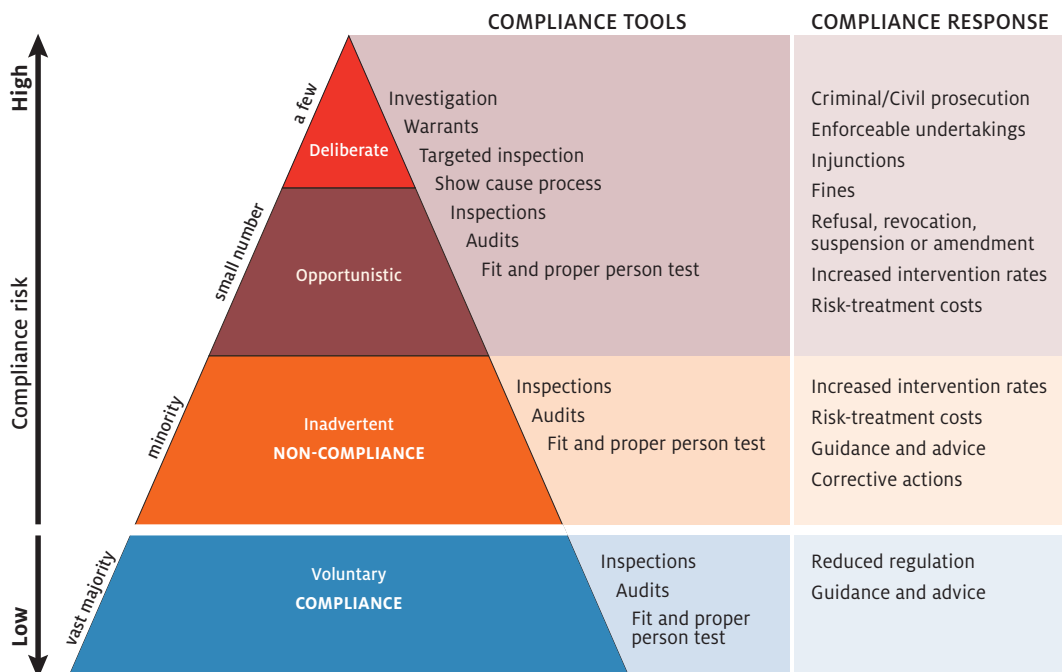 COMPLIANCE TOOLS
COMPLIANCE RESPONSE
High
Compliance risk
Low
a few
small number
minority
vast majority
Deliberate
Opportunistic
Inadvertent
NON-COMPLIANCE
Voluntary
COMPLIANCE
Investigation
Warrants
Targeted inspection
Show cause process
Inspections
Audits
Fit and proper person test
Criminal/Civil prosecution
Enforceable undertakings
Injunctions
Fines
Refusal, revocation,
suspension or amendment
Increased intervention rates
Risk-treatment costs
Inspections
Audits
Fit and proper person test
Increased intervention rates
Risk-treatment costs
Guidance and advice
Corrective actions
Inspections
Audits
Fit and proper
person test
Reduced regulation
Guidance and advice